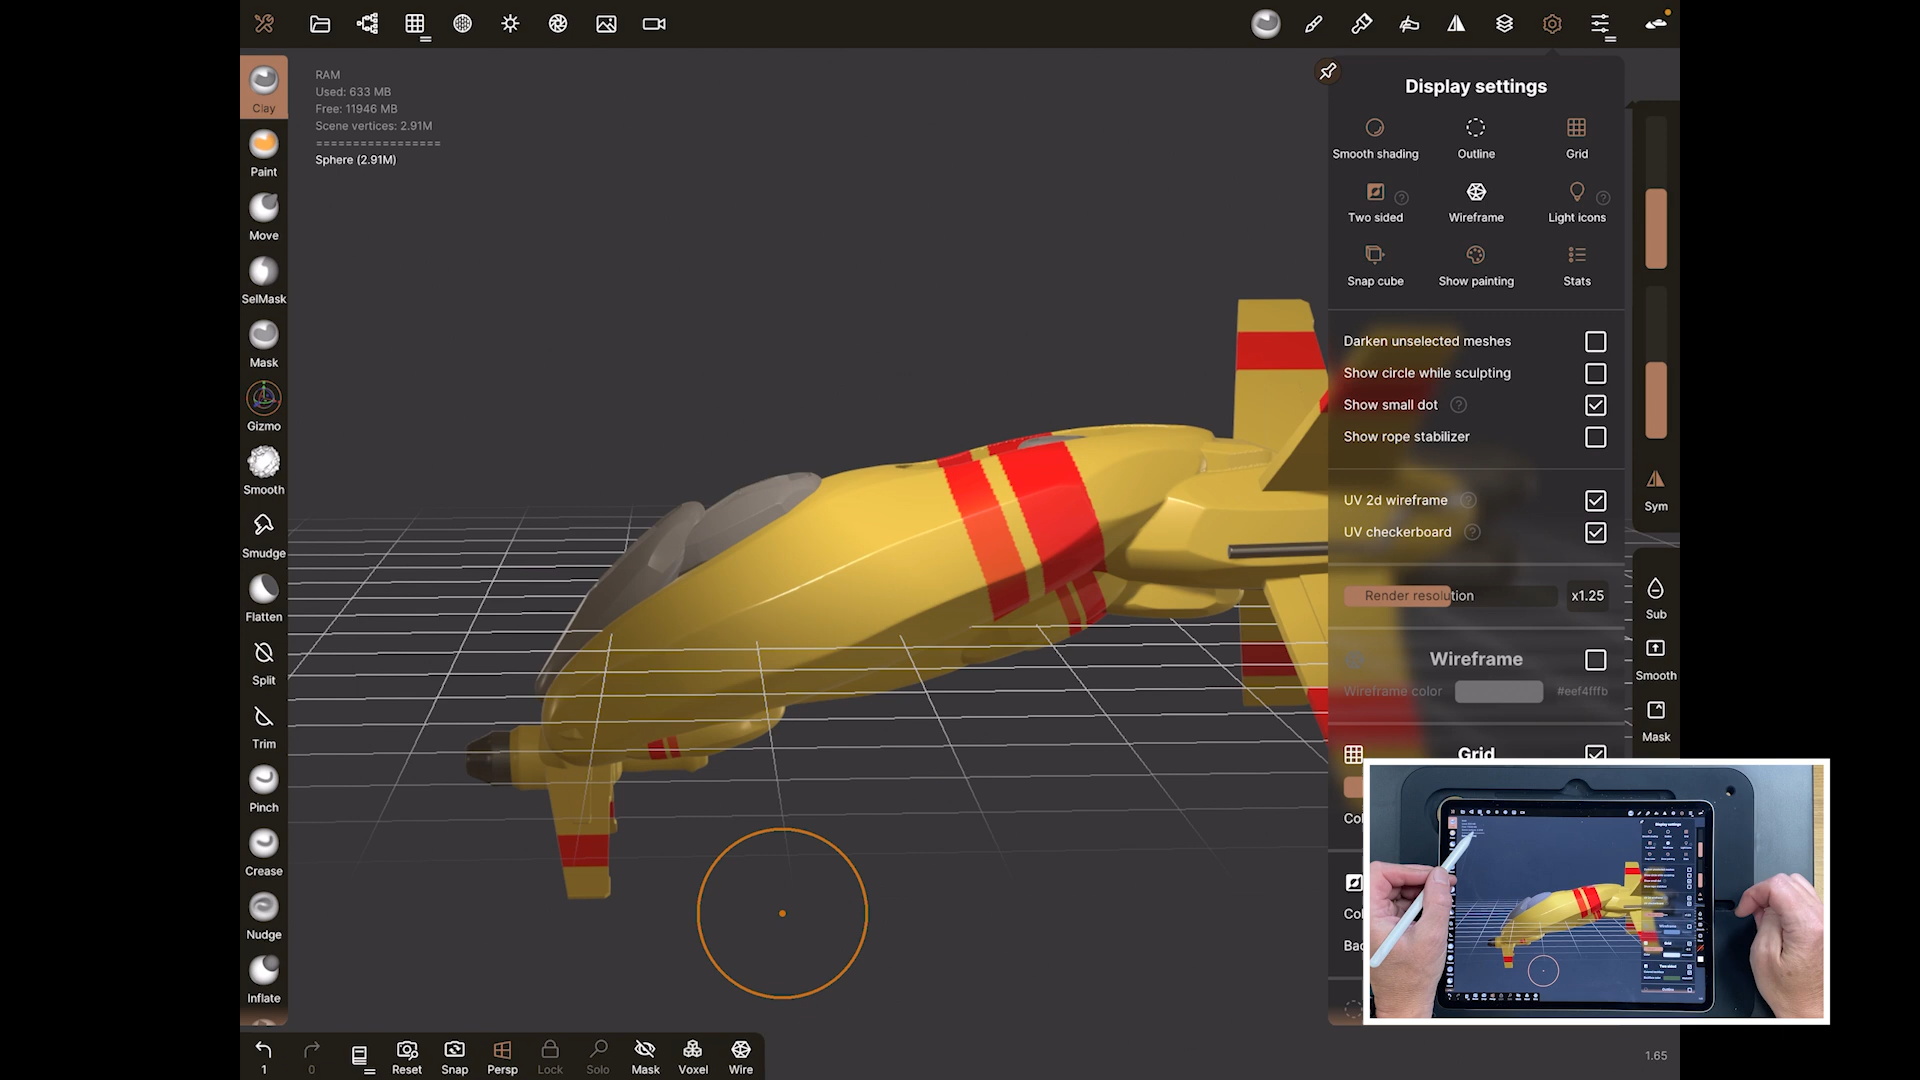 RAM
Used: 633 MB
Free: 11946 MB
Scene vertices: 2.91M
=================
Sphere (2.91M)
Clay
Paint
Move
SelMask
Mask
Gizmo
Smooth
Smudge
Flatten
Split
Trim
Pinch
Crease
Nudge
Inflate
1
0
Reset
Snap
Persp
Lock
Solo
Mask
Voxel
Wire
Display settings
Smooth shading
Outline
Grid
Two sided
Wireframe
Light icons
Snap cube
Show painting
Stats
Darken unselected meshes
Show circle while sculpting
Show small dot
Show rope stabilizer
UV 2d wireframe
UV checkerboard
Render resolution x1.25
Wireframe
Wireframe color #eef4fffb
Grid
Sym
Sub
Smooth
Mask
1.65